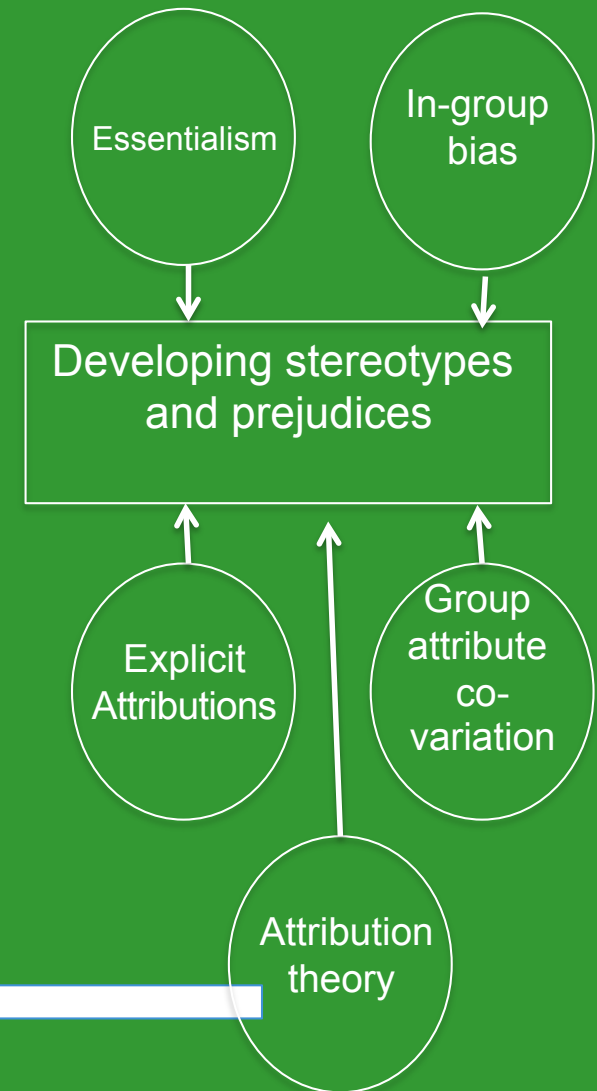 Essentialism
In-group
bias
Developing stereotypes
and prejudices
Explicit
Attributions
Group
attribute
co-
variation
Attribution
theory